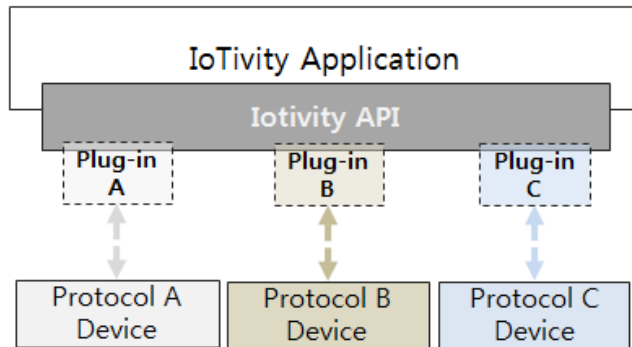 IoTivity Application
Iotivity API
Plug-in Plug-in Plug-in
A B C
Protocol A Protocol B Protocol C
Device Device Device